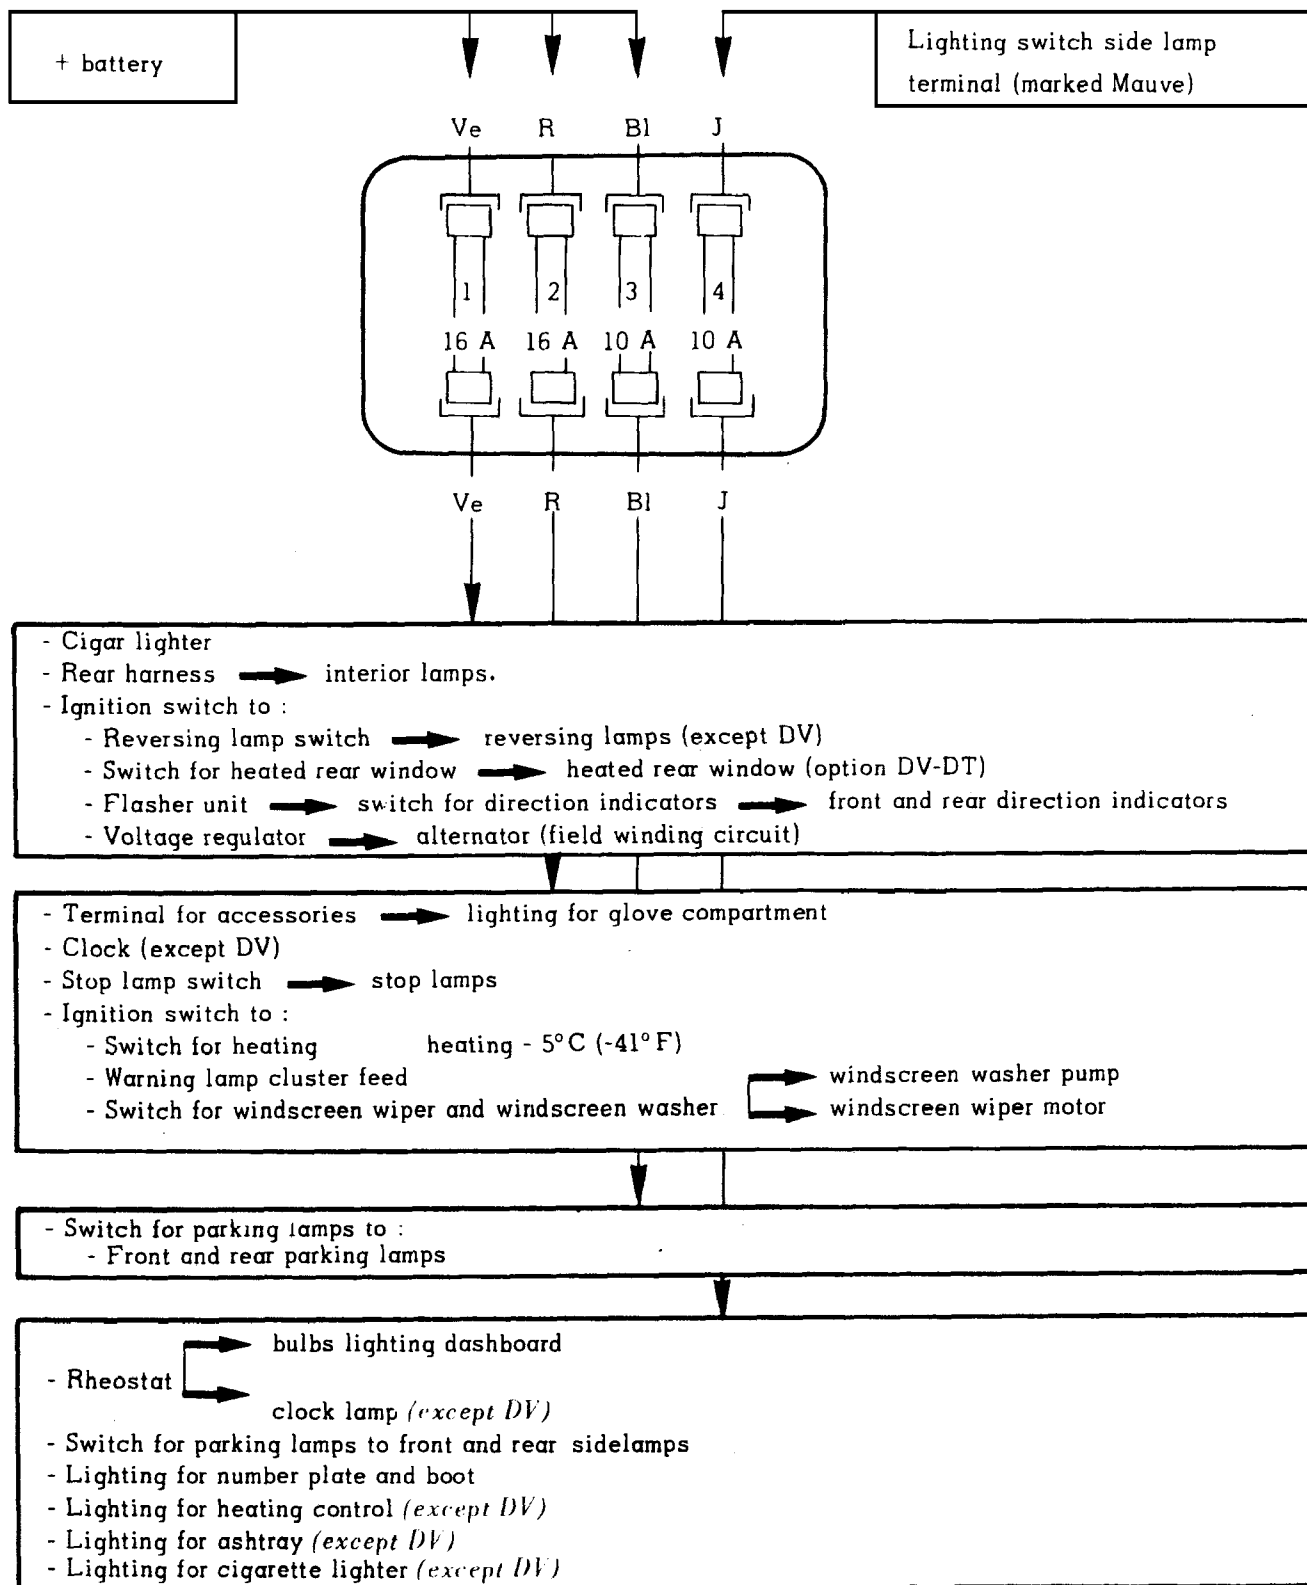 + battery
Lighting switch side lamp
terminal (marked Mauve)
Ve R Bl J
1 2 3 4
16 A 16 A 10 A 10 A
Ve R Bl J
- Cigar lighter
- Rear harness interior lamps.
- Ignition switch to :
- Reversing lamp switch reversing lamps (except DV)
- Switch for heated rear window heated rear window (option DV-DT)
- Flasher unit switch for direction indicators front and rear direction indicators
- Voltage regulator alternator (field winding circuit)
- Terminal for accessories lighting for glove compartment
- Clock (except DV)
- Stop lamp switch stop lamps
- Ignition switch to :
- Switch for heating heating - 5°C (-41°F)
- Warning lamp cluster feed
windscreen washer pump
- Switch for windscreen wiper and windscreen washer windscreen wiper motor
- Switch for parking lamps to :
- Front and rear parking lamps
bulbs lighting dashboard
- Rheostat
clock lamp (except DV)
- Switch for parking lamps to front and rear sidelamps
- Lighting for number plate and boot
- Lighting for heating control (except DV)
- Lighting for ashtray (except DV)
- Lighting for cigarette lighter (except DV)